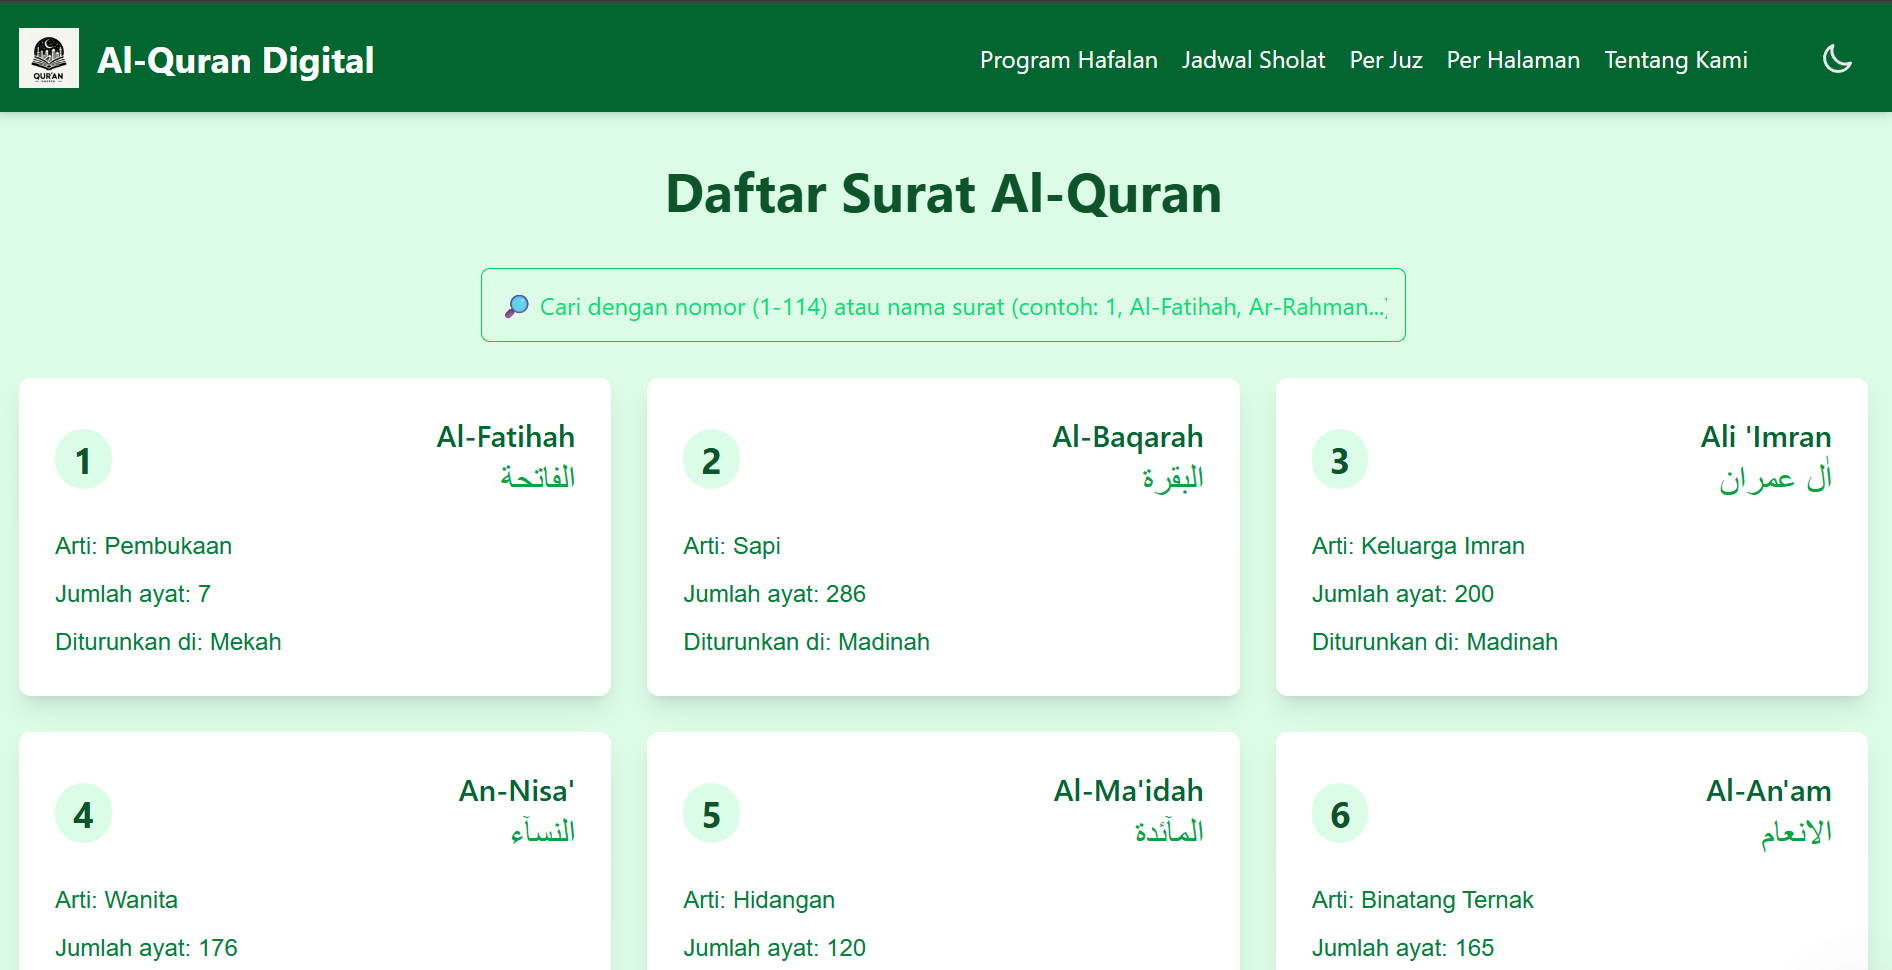 QUR'AN
Al-Quran Digital
Program Hafalan
Jadwal Sholat
Per Juz
Per Halaman
Tentang Kami
Daftar Surat Al-Quran
🔎 Cari dengan nomor (1-114) atau nama surat (contoh: 1, Al-Fatihah, Ar-Rahman...)
1
Al-Fatihah
الفاتحة
Arti: Pembukaan
Jumlah ayat: 7
Diturunkan di: Mekah
2
Al-Baqarah
البقرة
Arti: Sapi
Jumlah ayat: 286
Diturunkan di: Madinah
3
Ali 'Imran
اٰل عمران
Arti: Keluarga Imran
Jumlah ayat: 200
Diturunkan di: Madinah
4
An-Nisa'
النساۤء
Arti: Wanita
Jumlah ayat: 176
5
Al-Ma'idah
الماۤئدة
Arti: Hidangan
Jumlah ayat: 120
6
Al-An'am
الانعام
Arti: Binatang Ternak
Jumlah ayat: 165